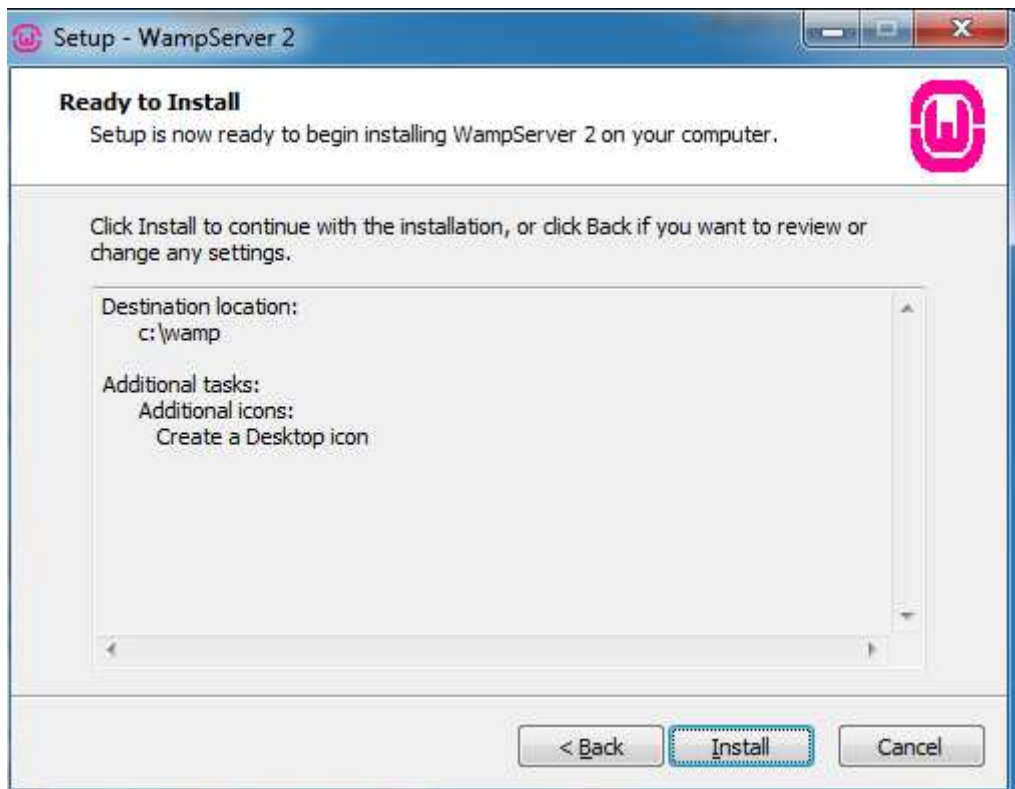 Setup - WampServer 2
Ready to Install
Setup is now ready to begin installing WampServer 2 on your computer.
Click Install to continue with the installation, or click Back if you want to review or
change any settings.
Destination location:
c:\wamp
Additional tasks:
Additional icons:
Create a Desktop icon
< Back
Install
Cancel